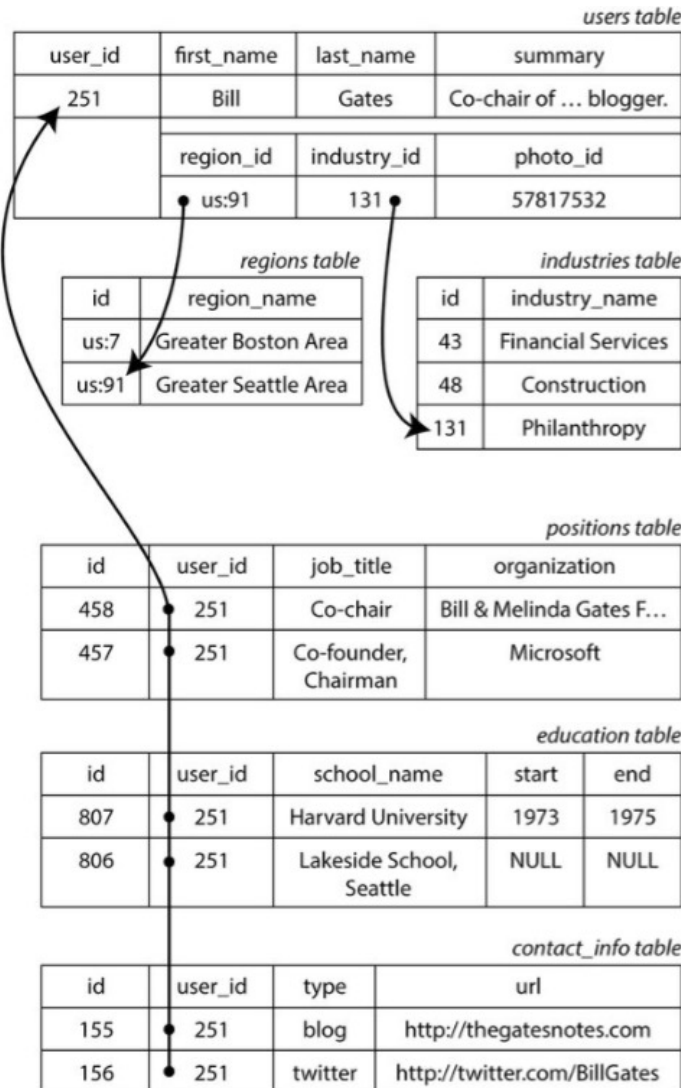 users table
user_id first_name last_name summary
251 Bill Gates Co-chair of … blogger.
region_id industry_id photo_id
us:91 131 57817532
regions table
id region_name
us:7 Greater Boston Area
us:91 Greater Seattle Area
industries table
id industry_name
43 Financial Services
48 Construction
131 Philanthropy
positions table
id user_id job_title organization
458 251 Co-chair Bill & Melinda Gates F…
457 251 Co-founder, Microsoft
Chairman
education table
id user_id school_name start end
807 251 Harvard University 1973 1975
806 251 Lakeside School, NULL NULL
Seattle
contact_info table
id user_id type url
155 251 blog http://thegatesnotes.com
156 251 twitter http://twitter.com/BillGates